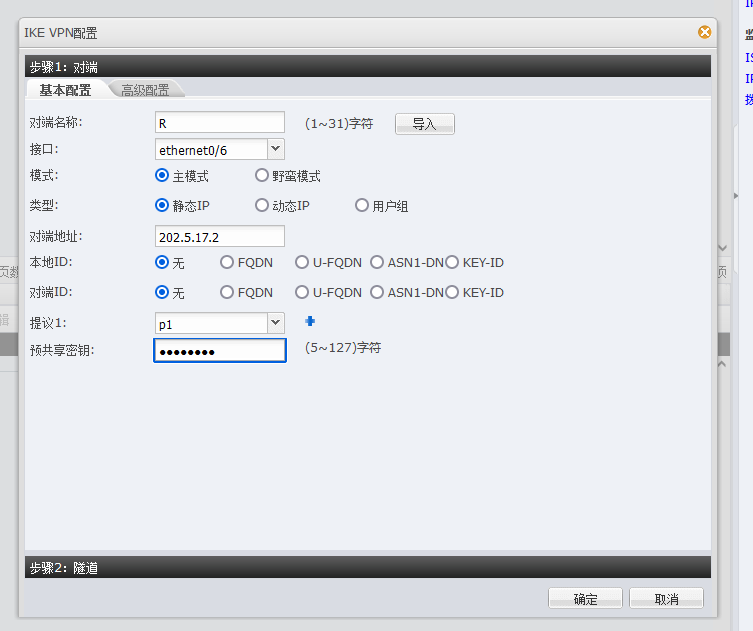 IKE VPN配置
步骤1: 对端
基本配置 高级配置
对端名称: R (1~31)字符 导入
接口: ethernet0/6
模式: 主模式 野蛮模式
类型: 静态IP 动态IP 用户组
对端地址: 202.5.17.2
本地ID: 无 FQDN U-FQDN ASN1-DN KEY-ID
对端ID: 无 FQDN U-FQDN ASN1-DN KEY-ID
提议1: p1
预共享密钥: ●●●●●●●● (5~127)字符
步骤2: 隧道
确定 取消